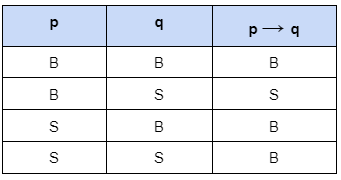 p q p → q
B B B
B S S
S B B
S S B